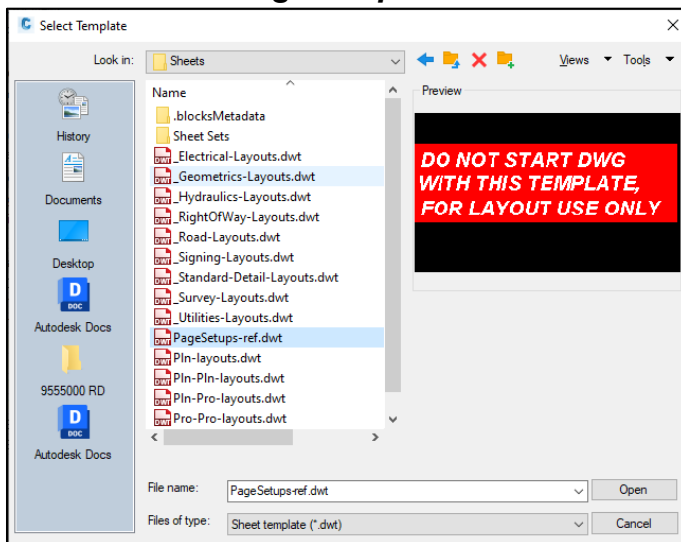 Select Template
Look in: Sheets Views Tools
Name
.blocksMetadata
Sheet Sets
_Electrical-Layouts.dwt
_Geometrics-Layouts.dwt
_Hydraulics-Layouts.dwt
_RightOfWay-Layouts.dwt
_Road-Layouts.dwt
_Signing-Layouts.dwt
_Standard-Detail-Layouts.dwt
_Survey-Layouts.dwt
_Utilities-Layouts.dwt
PageSetups-ref.dwt
Pln-layouts.dwt
Pln-Pln-layouts.dwt
Pln-Pro-layouts.dwt
Pro-Pro-layouts.dwt
History
Documents
Desktop
Autodesk Docs
9555000 RD
Autodesk Docs
Preview
DO NOT START DWG
WITH THIS TEMPLATE,
FOR LAYOUT USE ONLY
File name: PageSetups-ref.dwt Open
Files of type: Sheet template (*.dwt) Cancel